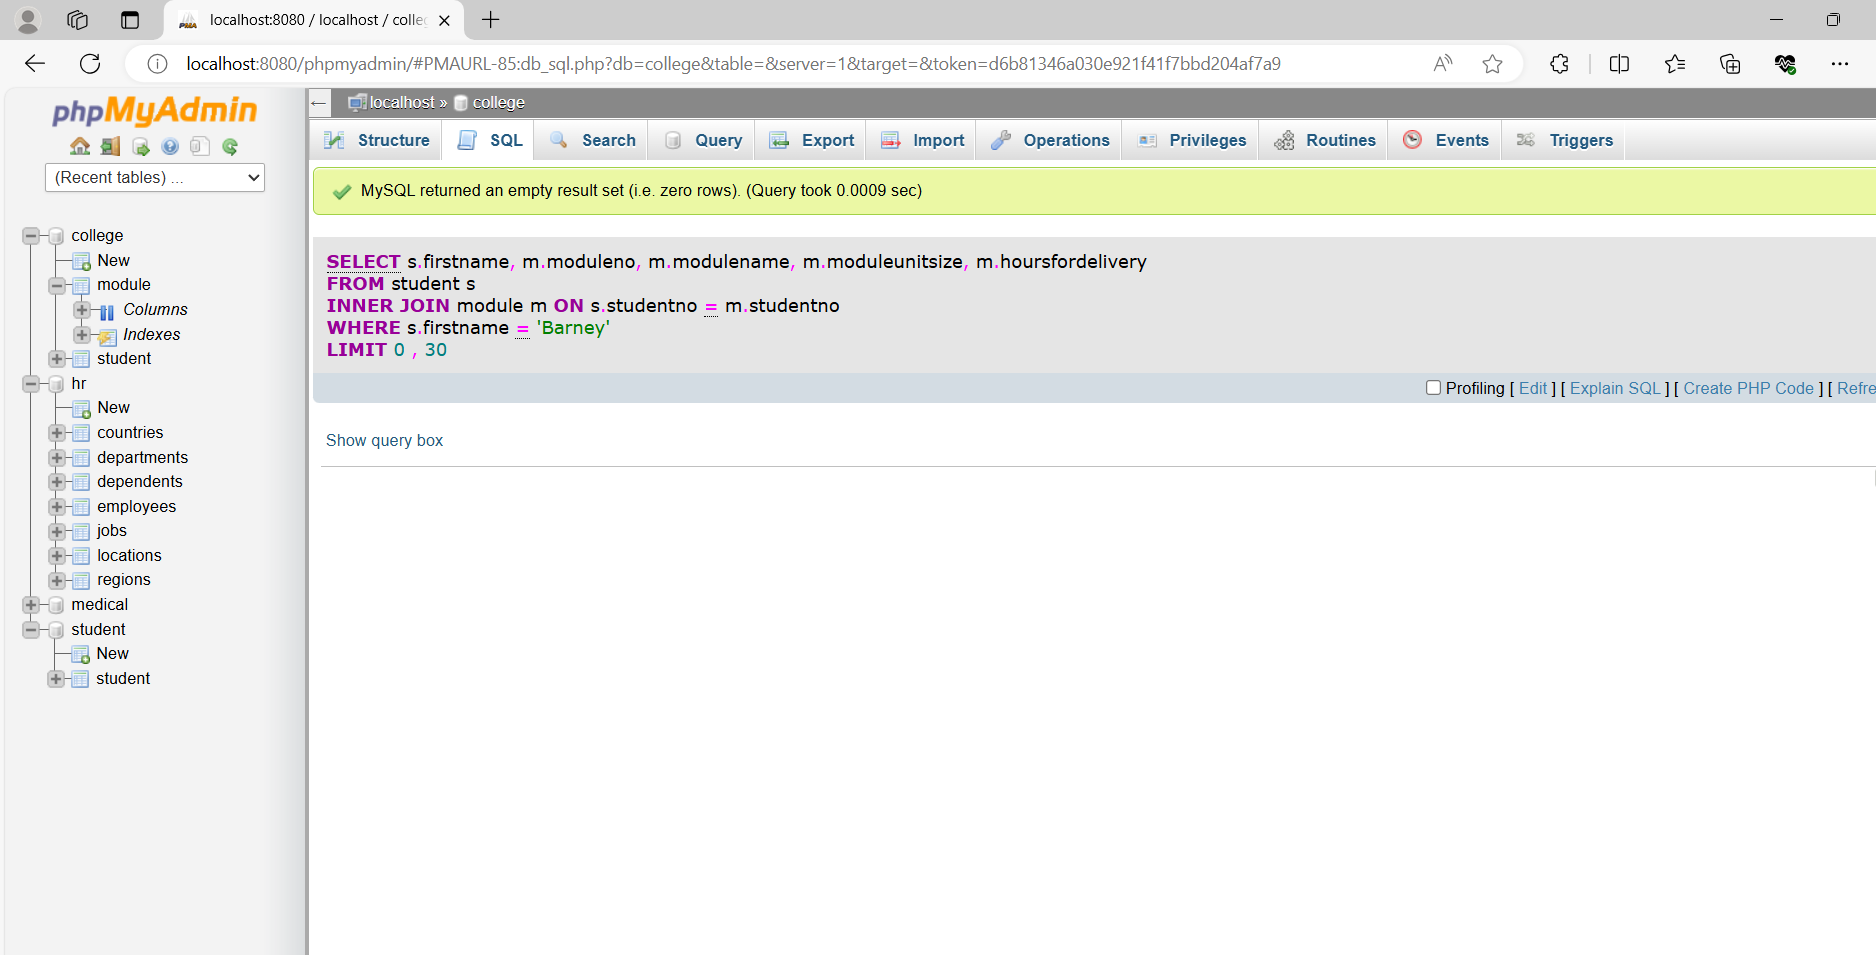 localhost:8080 / localhost / colle
localhost:8080/phpmyadmin/#PMAURL-85:db_sql.php?db=college&table=&server=1&target=&token=d6b81346a030e921f41f7bbd204af7a9
phpMyAdmin
(Recent tables) ...
college
New
module
Columns
Indexes
student
hr
New
countries
departments
dependents
employees
jobs
locations
regions
medical
student
New
student
localhost » college
Structure SQL Search Query Export Import Operations Privileges Routines Events Triggers
MySQL returned an empty result set (i.e. zero rows). (Query took 0.0009 sec)
SELECT s.firstname, m.moduleno, m.modulename, m.moduleunitsize, m.hoursfordelivery
FROM student s
INNER JOIN module m ON s.studentno = m.studentno
WHERE s.firstname = 'Barney'
LIMIT 0 , 30
Profiling [ Edit ] [ Explain SQL ] [ Create PHP Code ] [ Refre
Show query box